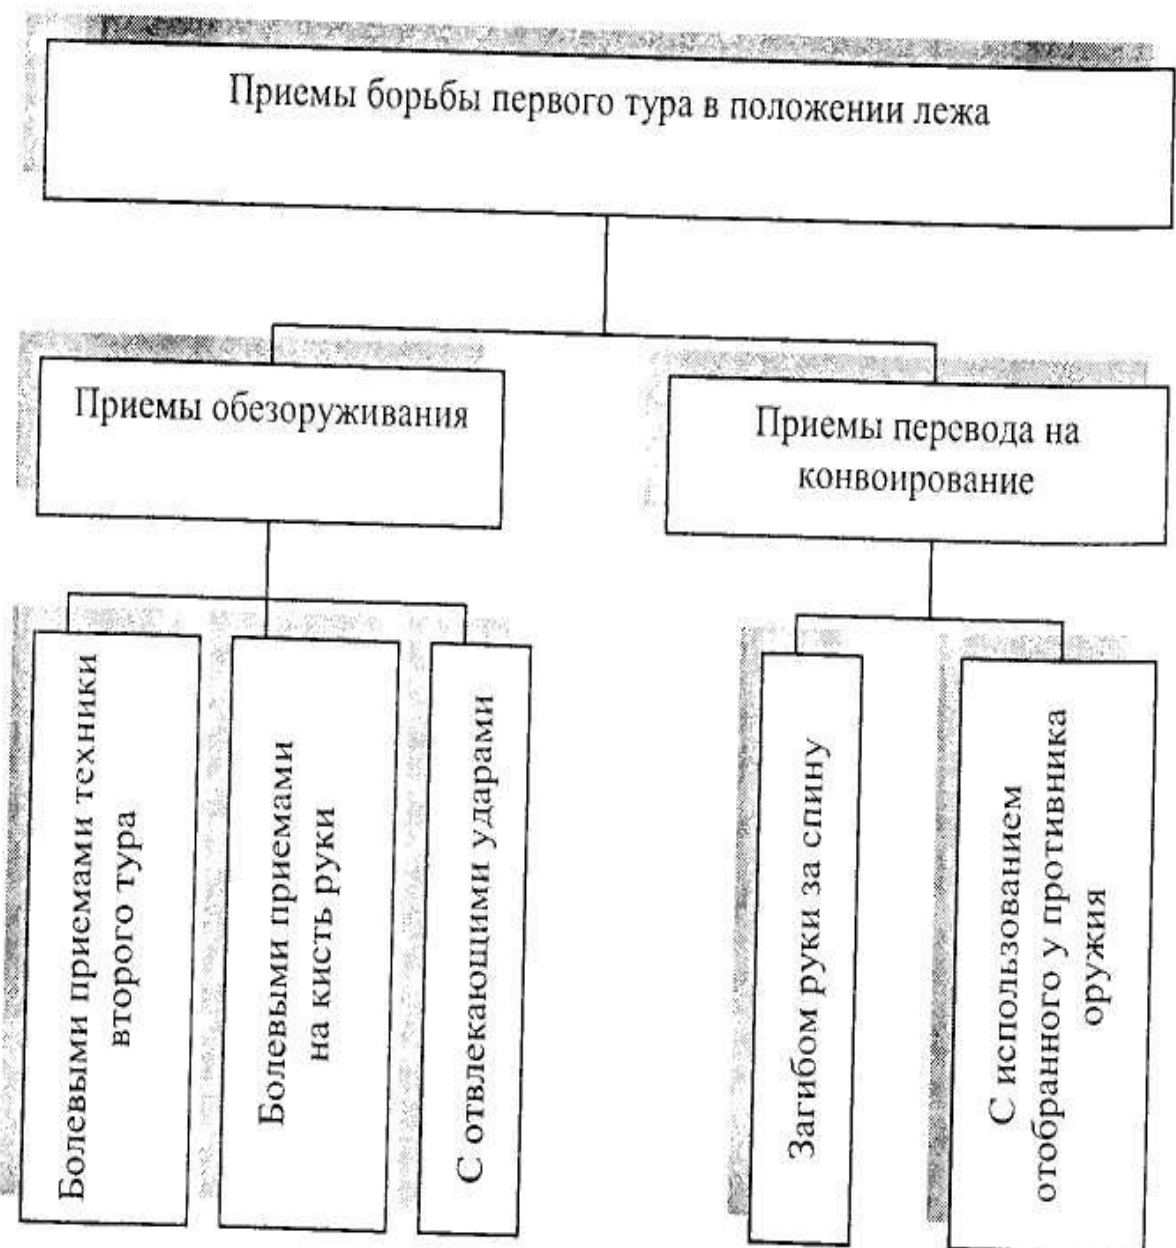 Приемы борьбы первого тура в положении лежа
Приемы обезоруживания
Приемы перевода на
конвоирование
Болевыми приемами техники
второго тура
Болевыми приемами
на кисть руки
С отвлекающими ударами
Загибом руки за спину
С использованием
отобранного у противника
оружия